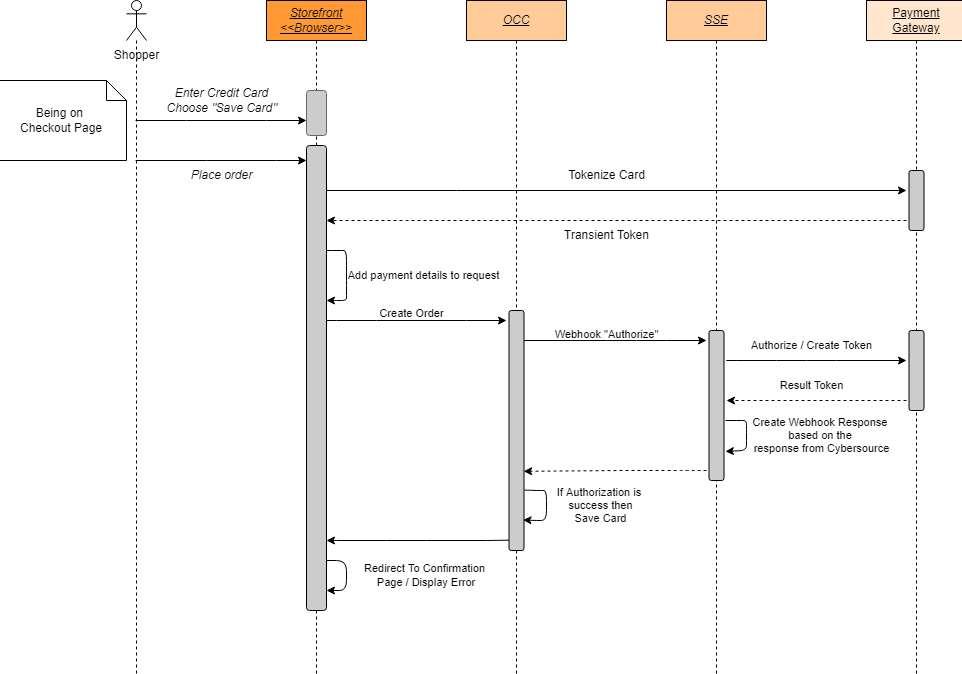 Storefront
<<Browser>>
OCC
SSE
Payment
Gateway
Shopper
Enter Credit Card
Choose "Save Card"
Being on
Checkout Page
Place order
Tokenize Card
Transient Token
Add payment details to request
Create Order
Webhook "Authorize"
Authorize / Create Token
Result Token
Create Webhook Response
based on the
response from Cybersource
If Authorization is
success then
Save Card
Redirect To Confirmation
Page / Display Error